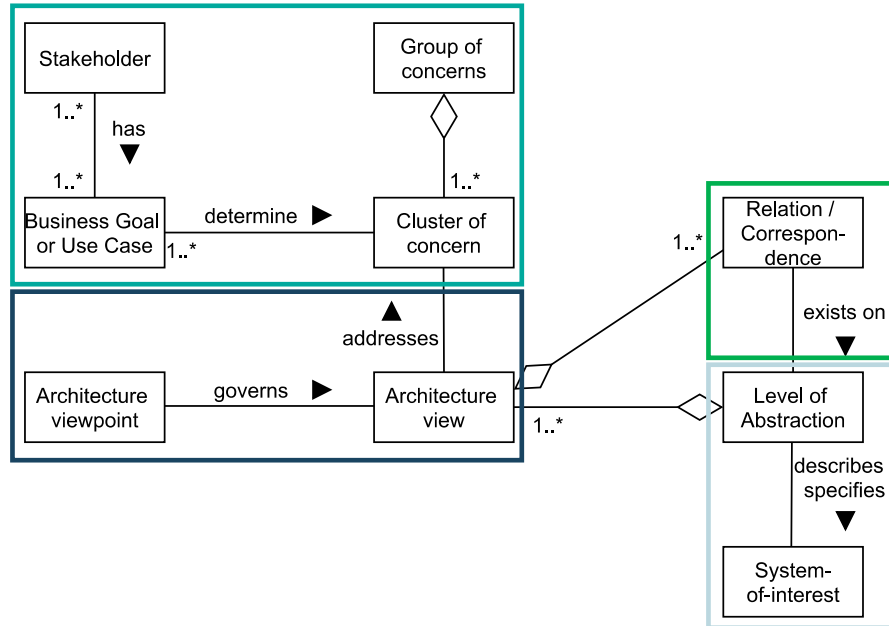 Stakeholder
Group of
concerns
1..*
has
1..*
1..*
Business Goal
or Use Case
determine
1..*
Cluster of
concern
Relation /
Correspon-
dence
1..*
exists on
addresses
Architecture
viewpoint
governs
Architecture
view
1..*
Level of
Abstraction
describes
specifies
System-
of-interest